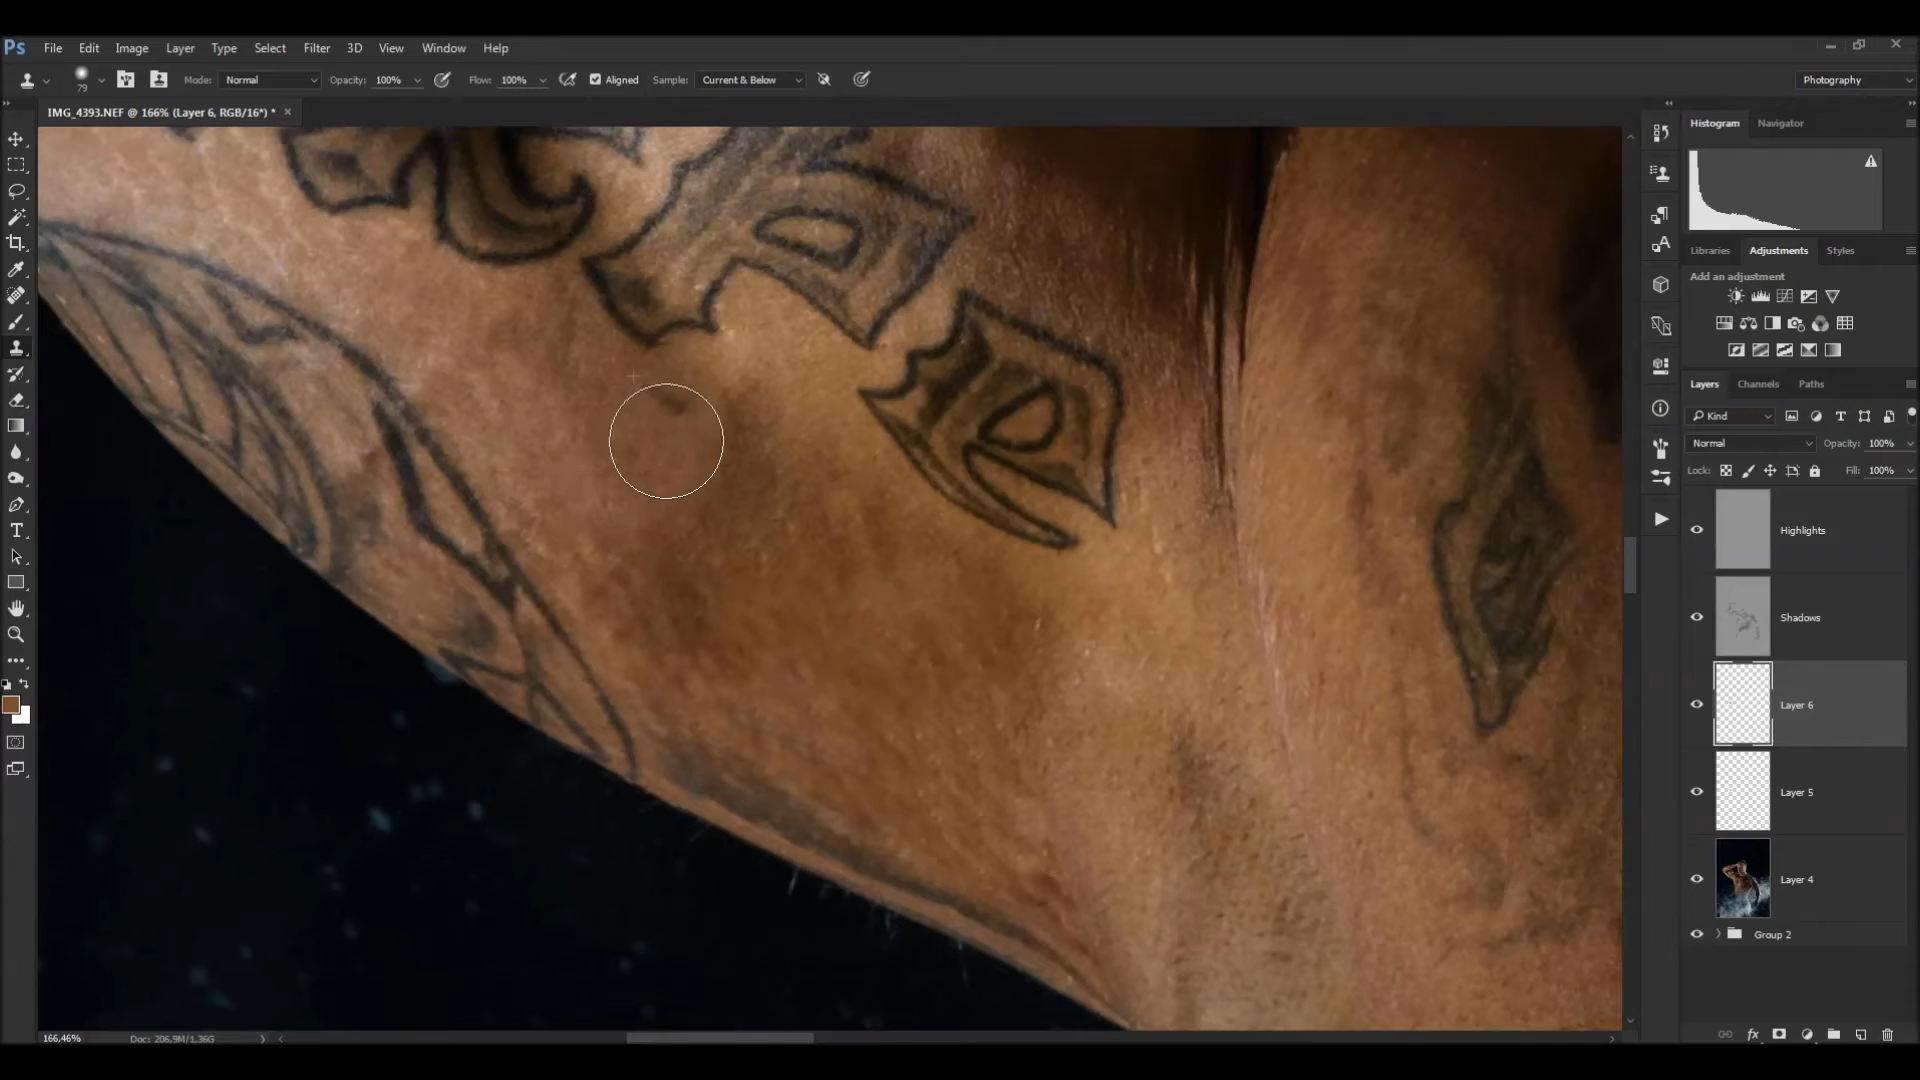 Ps File Edit Image Layer Type Select Filter 3D View Window Help
79 Mode: Normal Opacity: 100% Flow: 100% Aligned Sample: Current & Below Photography
IMG_4393.NEF @ 166% (Layer 6, RGB/16*) * ×
Histogram Navigator
Libraries Adjustments Styles
Add an adjustment
Layers Channels Paths
Kind
Normal Opacity: 100%
Lock: Fill: 100%
Highlights
Shadows
Layer 6
Layer 5
Layer 4
Group 2
166,46% Doc: 206,9M/1,36G